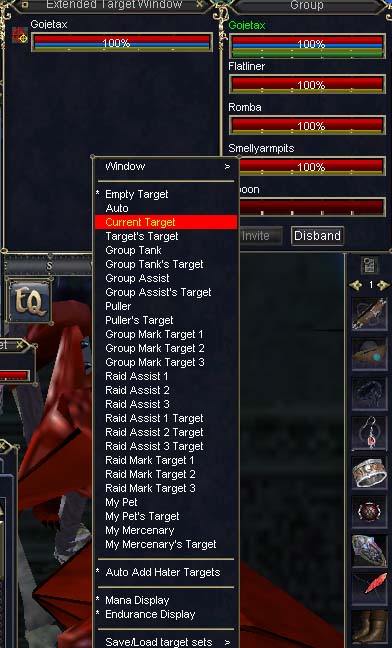 Extended Target Window
Group
Gojetax
100%
Gojetax
100%
Flatliner
100%
Romba
100%
Smellyarmpits
100%
oon
Invite
Disband
Window >
* Empty Target
Auto
Current Target
Target's Target
Group Tank
Group Tank's Target
Group Assist
Group Assist's Target
Puller
Puller's Target
Group Mark Target 1
Group Mark Target 2
Group Mark Target 3
Raid Assist 1
Raid Assist 2
Raid Assist 3
Raid Assist 1 Target
Raid Assist 2 Target
Raid Assist 3 Target
Raid Mark Target 1
Raid Mark Target 2
Raid Mark Target 3
My Pet
My Pet's Target
My Mercenary
My Mercenary's Target
* Auto Add Hater Targets
* Mana Display
* Endurance Display
Save/Load target sets >
S
EQ
1